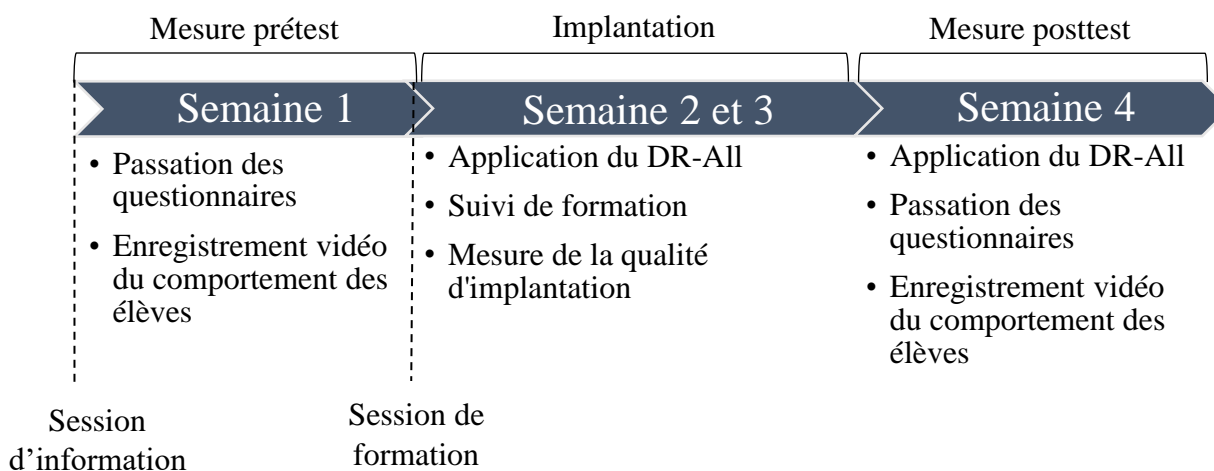 Mesure prétest
Implantation
Mesure posttest
Semaine 1
Semaine 2 et 3
Semaine 4
• Passation des
questionnaires
• Enregistrement vidéo
du comportement des
élèves
• Application du DR-All
• Suivi de formation
• Mesure de la qualité
d'implantation
• Application du DR-All
• Passation des
questionnaires
• Enregistrement vidéo
du comportement des
élèves
Session
d’information
Session de
formation